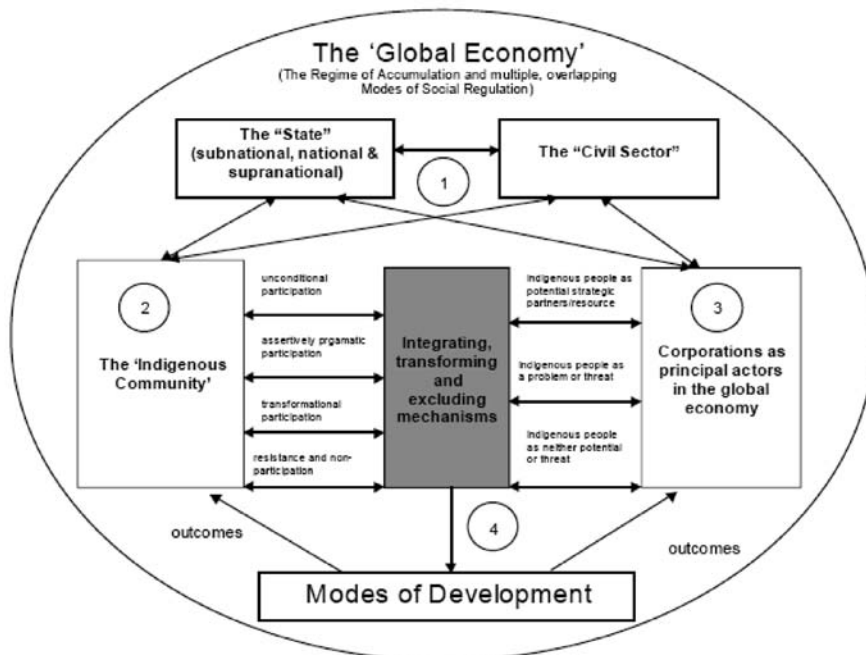 The ‘Global Economy’
(The Regime of Accumulation and multiple, overlapping
Modes of Social Regulation)
The “State”
(subnational, national &
supranational)
1
The “Civil Sector”
2
The ‘Indigenous
Community’
unconditional
participation
assertively prgamatic
participation
transformational
participation
resistance and non-
participation
Integrating,
transforming
and
excluding
mechanisms
Indigenous people as
potential strategic
partners/resource
Indigenous people as
a problem or threat
Indigenous people
as neither potential
or threat
3
Corporations as
principal actors
in the global
economy
outcomes
4
outcomes
Modes of Development